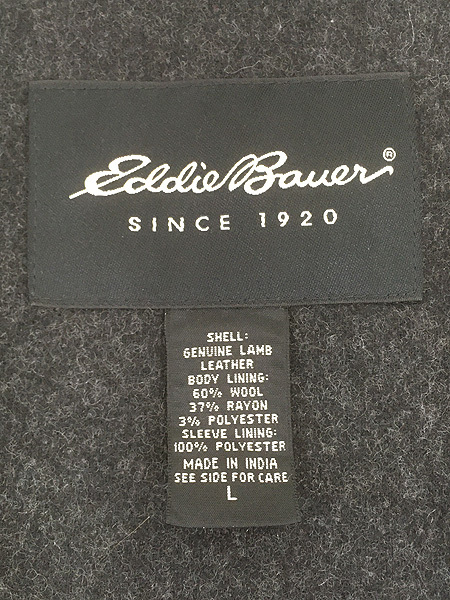 Eddie Bauer®
SINCE 1920
SHELL:
GENUINE LAMB
LEATHER
BODY LINING:
60% WOOL
37% RAYON
3% POLYESTER
SLEEVE LINING:
100% POLYESTER
MADE IN INDIA
SEE SIDE FOR CARE
L